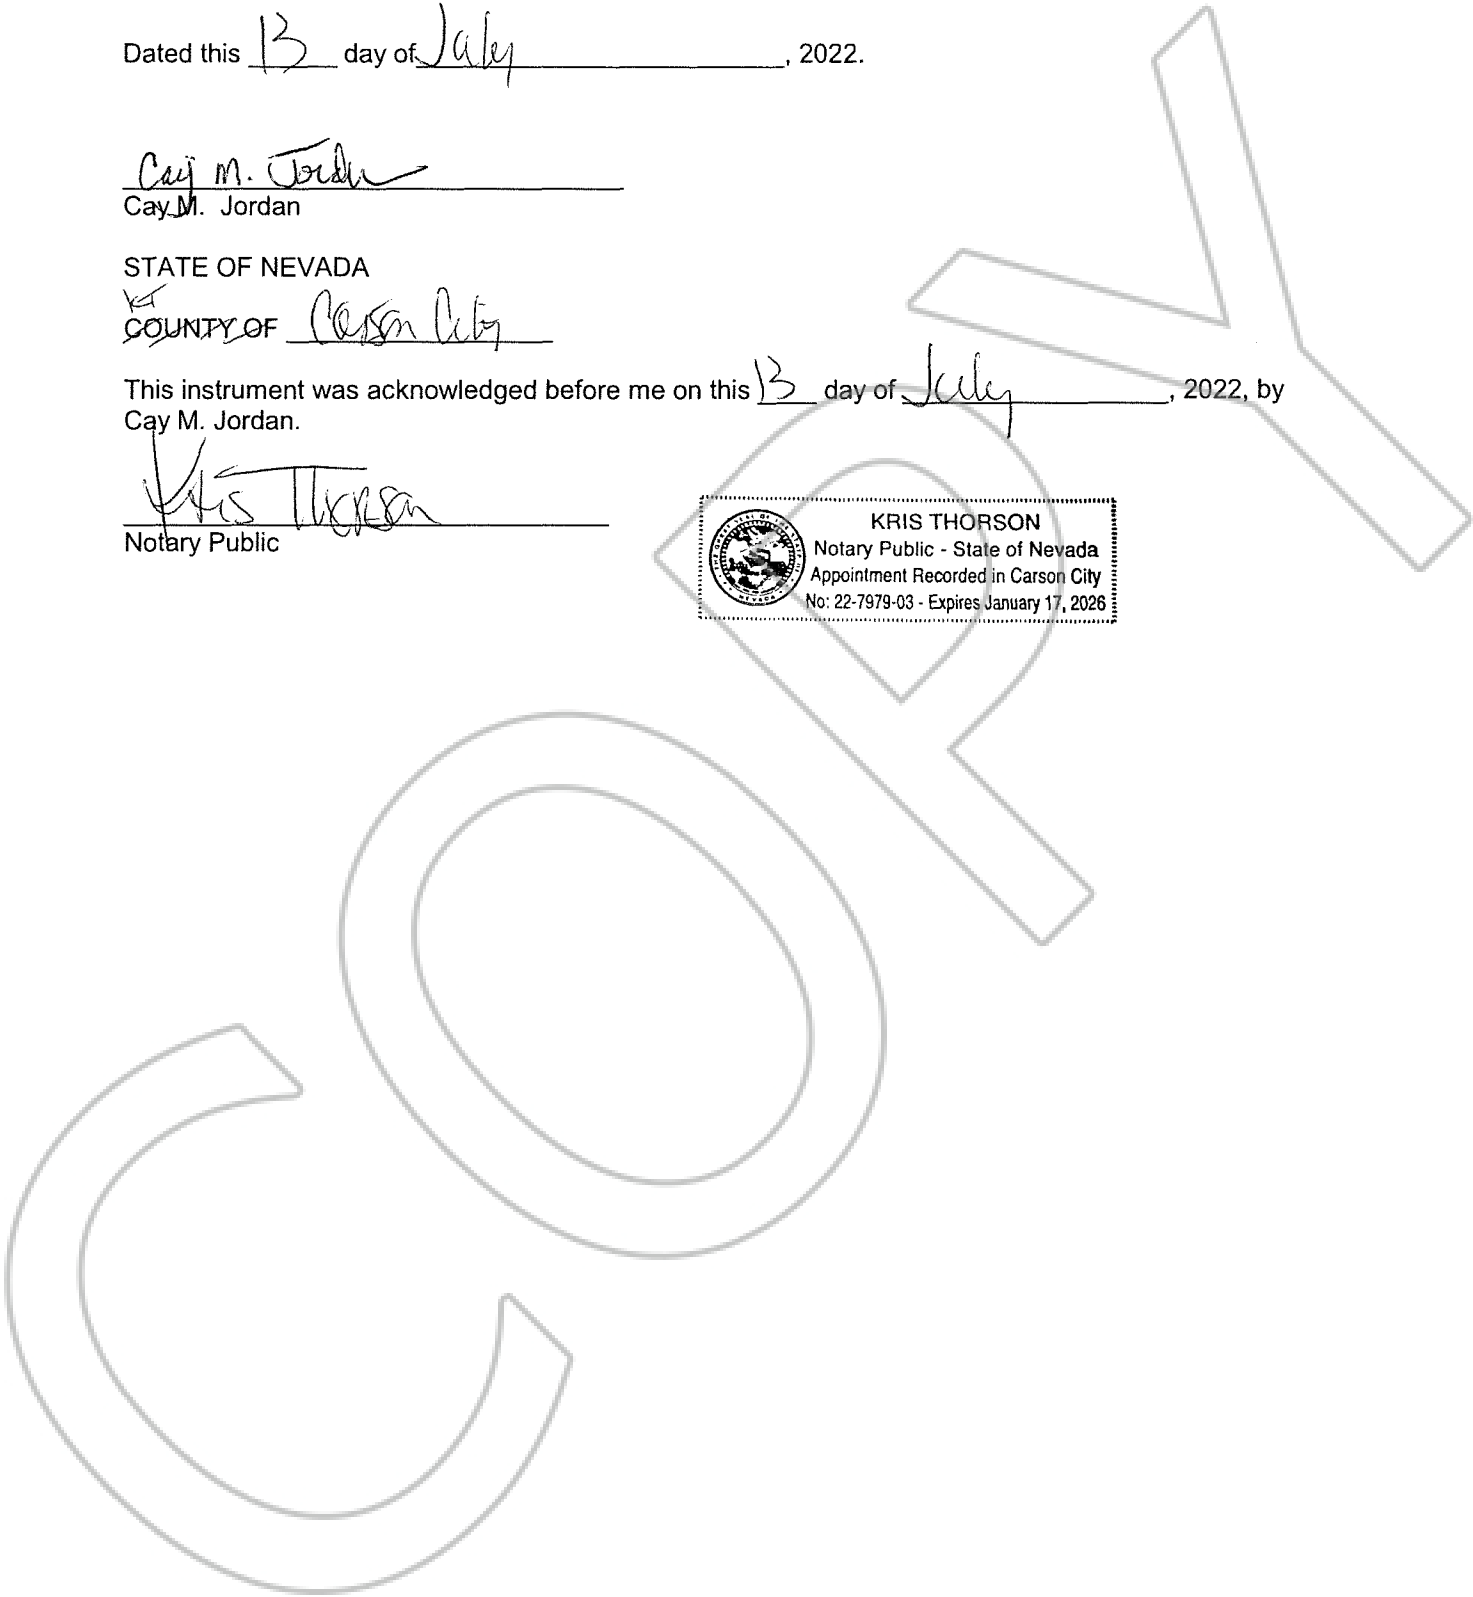 Dated this 13 day of July, 2022.
Cay M. Jordan
Cay M. Jordan
STATE OF NEVADA
KT
COUNTY OF Carson City
This instrument was acknowledged before me on this 13 day of July, 2022, by
Cay M. Jordan.
Kris Thorson
Notary Public
KRIS THORSON
Notary Public - State of Nevada
Appointment Recorded in Carson City
No: 22-7979-03 - Expires January 17, 2026
COPY